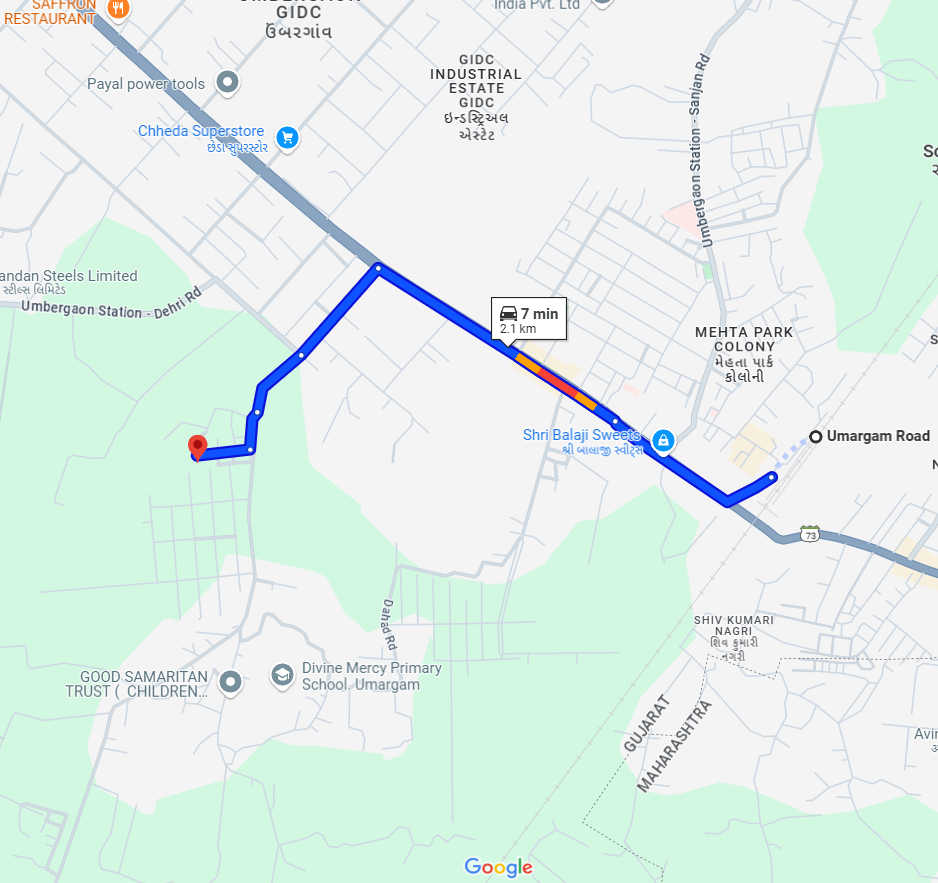 SAFFRON
RESTAURANT
GIDC
ઉંબરગાંવ
India Pvt. Ltd
GIDC
INDUSTRIAL
ESTATE
GIDC
ઇન્ડસ્ટ્રિઅલ
એસ્ટેટ
Payal power tools
Chheda Superstore
છેડા સુપરસ્ટોર
Umbergaon Station - Sanjan Rd
andan Steels Limited
સ્ટીલ્સ લિમિટેડ
Umbergaon Station - Dehri Rd
7 min
2.1 km
MEHTA PARK
COLONY
મેહતા પાર્ક
કોલોની
Shri Balaji Sweets
શ્રી બાલાજી સ્વીટ્સ
Umargam Road
73
Dahad Rd
SHIV KUMARI
NAGRI
શિવ કુમારી
નગરી
GOOD SAMARITAN
TRUST ( CHILDREN...
Divine Mercy Primary
School. Umargam
GUJARAT
MAHARASHTRA
Avin
Google